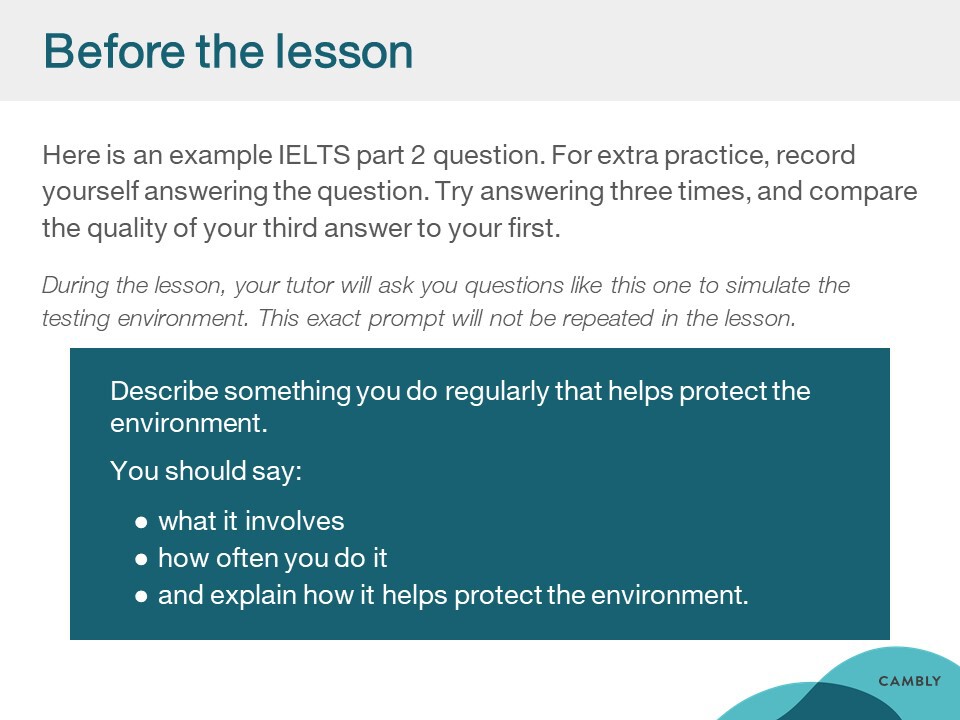 Before the lesson
Here is an example IELTS part 2 question. For extra practice, record
yourself answering the question. Try answering three times, and compare
the quality of your third answer to your first.
During the lesson, your tutor will ask you questions like this one to simulate the
testing environment. This exact prompt will not be repeated in the lesson.
Describe something you do regularly that helps protect the
environment.
You should say:
● what it involves
● how often you do it
● and explain how it helps protect the environment.
CAMBLY